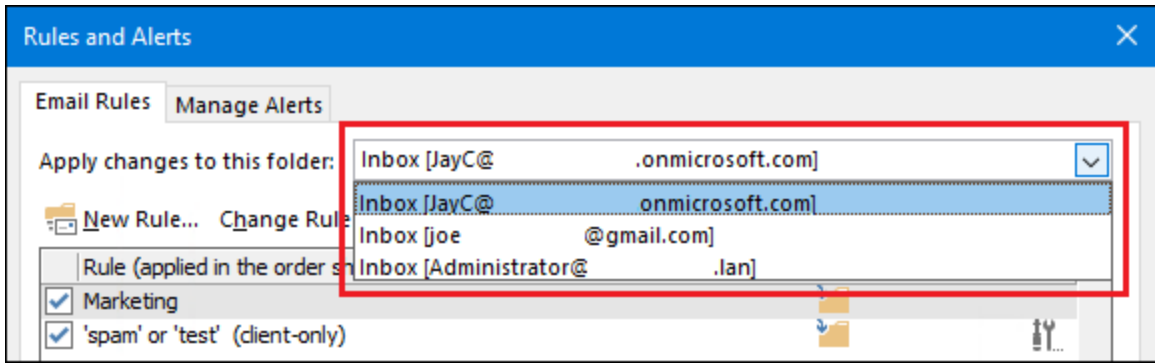 Rules and Alerts
Email Rules Manage Alerts
Apply changes to this folder: Inbox [JayC@ .onmicrosoft.com]
Inbox [JayC@ onmicrosoft.com]
New Rule... Change Rule
Inbox [joe @gmail.com]
Rule (applied in the order Inbox [Administrator@ .lan]
Marketing
'spam' or 'test' (client-only)